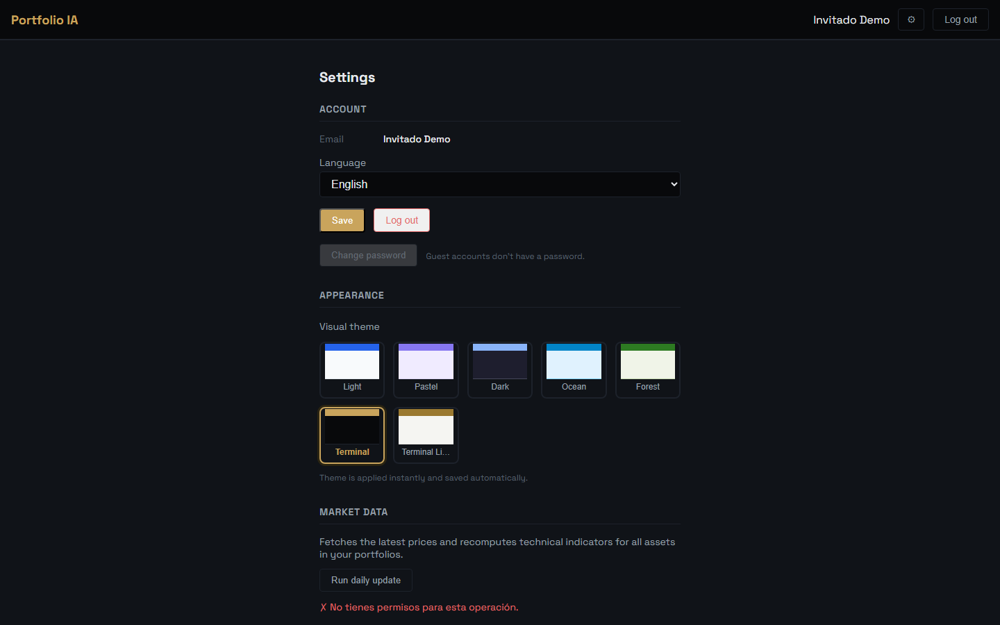 Portfolio IA
Invitado Demo
⚙
Log out
Settings
ACCOUNT
Email
Invitado Demo
Language
English
Save
Log out
Change password
Guest accounts don't have a password.
APPEARANCE
Visual theme
Light
Pastel
Dark
Ocean
Forest
Terminal
Terminal Li...
Theme is applied instantly and saved automatically.
MARKET DATA
Fetches the latest prices and recomputes technical indicators for all assets
in your portfolios.
Run daily update
✗ No tienes permisos para esta operación.